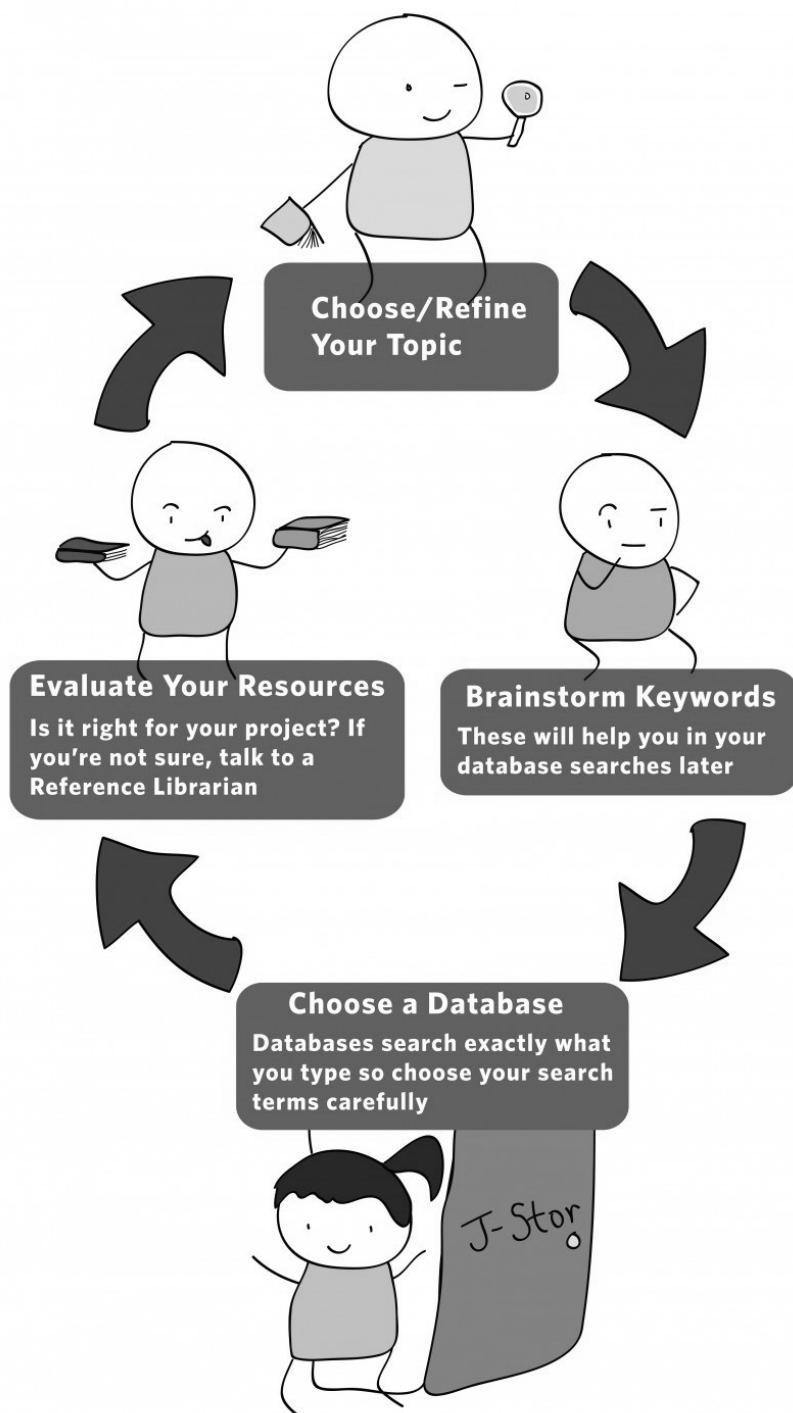 Choose/Refine
Your Topic
Brainstorm Keywords
These will help you in your
database searches later
Choose a Database
Databases search exactly what
you type so choose your search
terms carefully
J-Stor
Evaluate Your Resources
Is it right for your project? If
you're not sure, talk to a
Reference Librarian